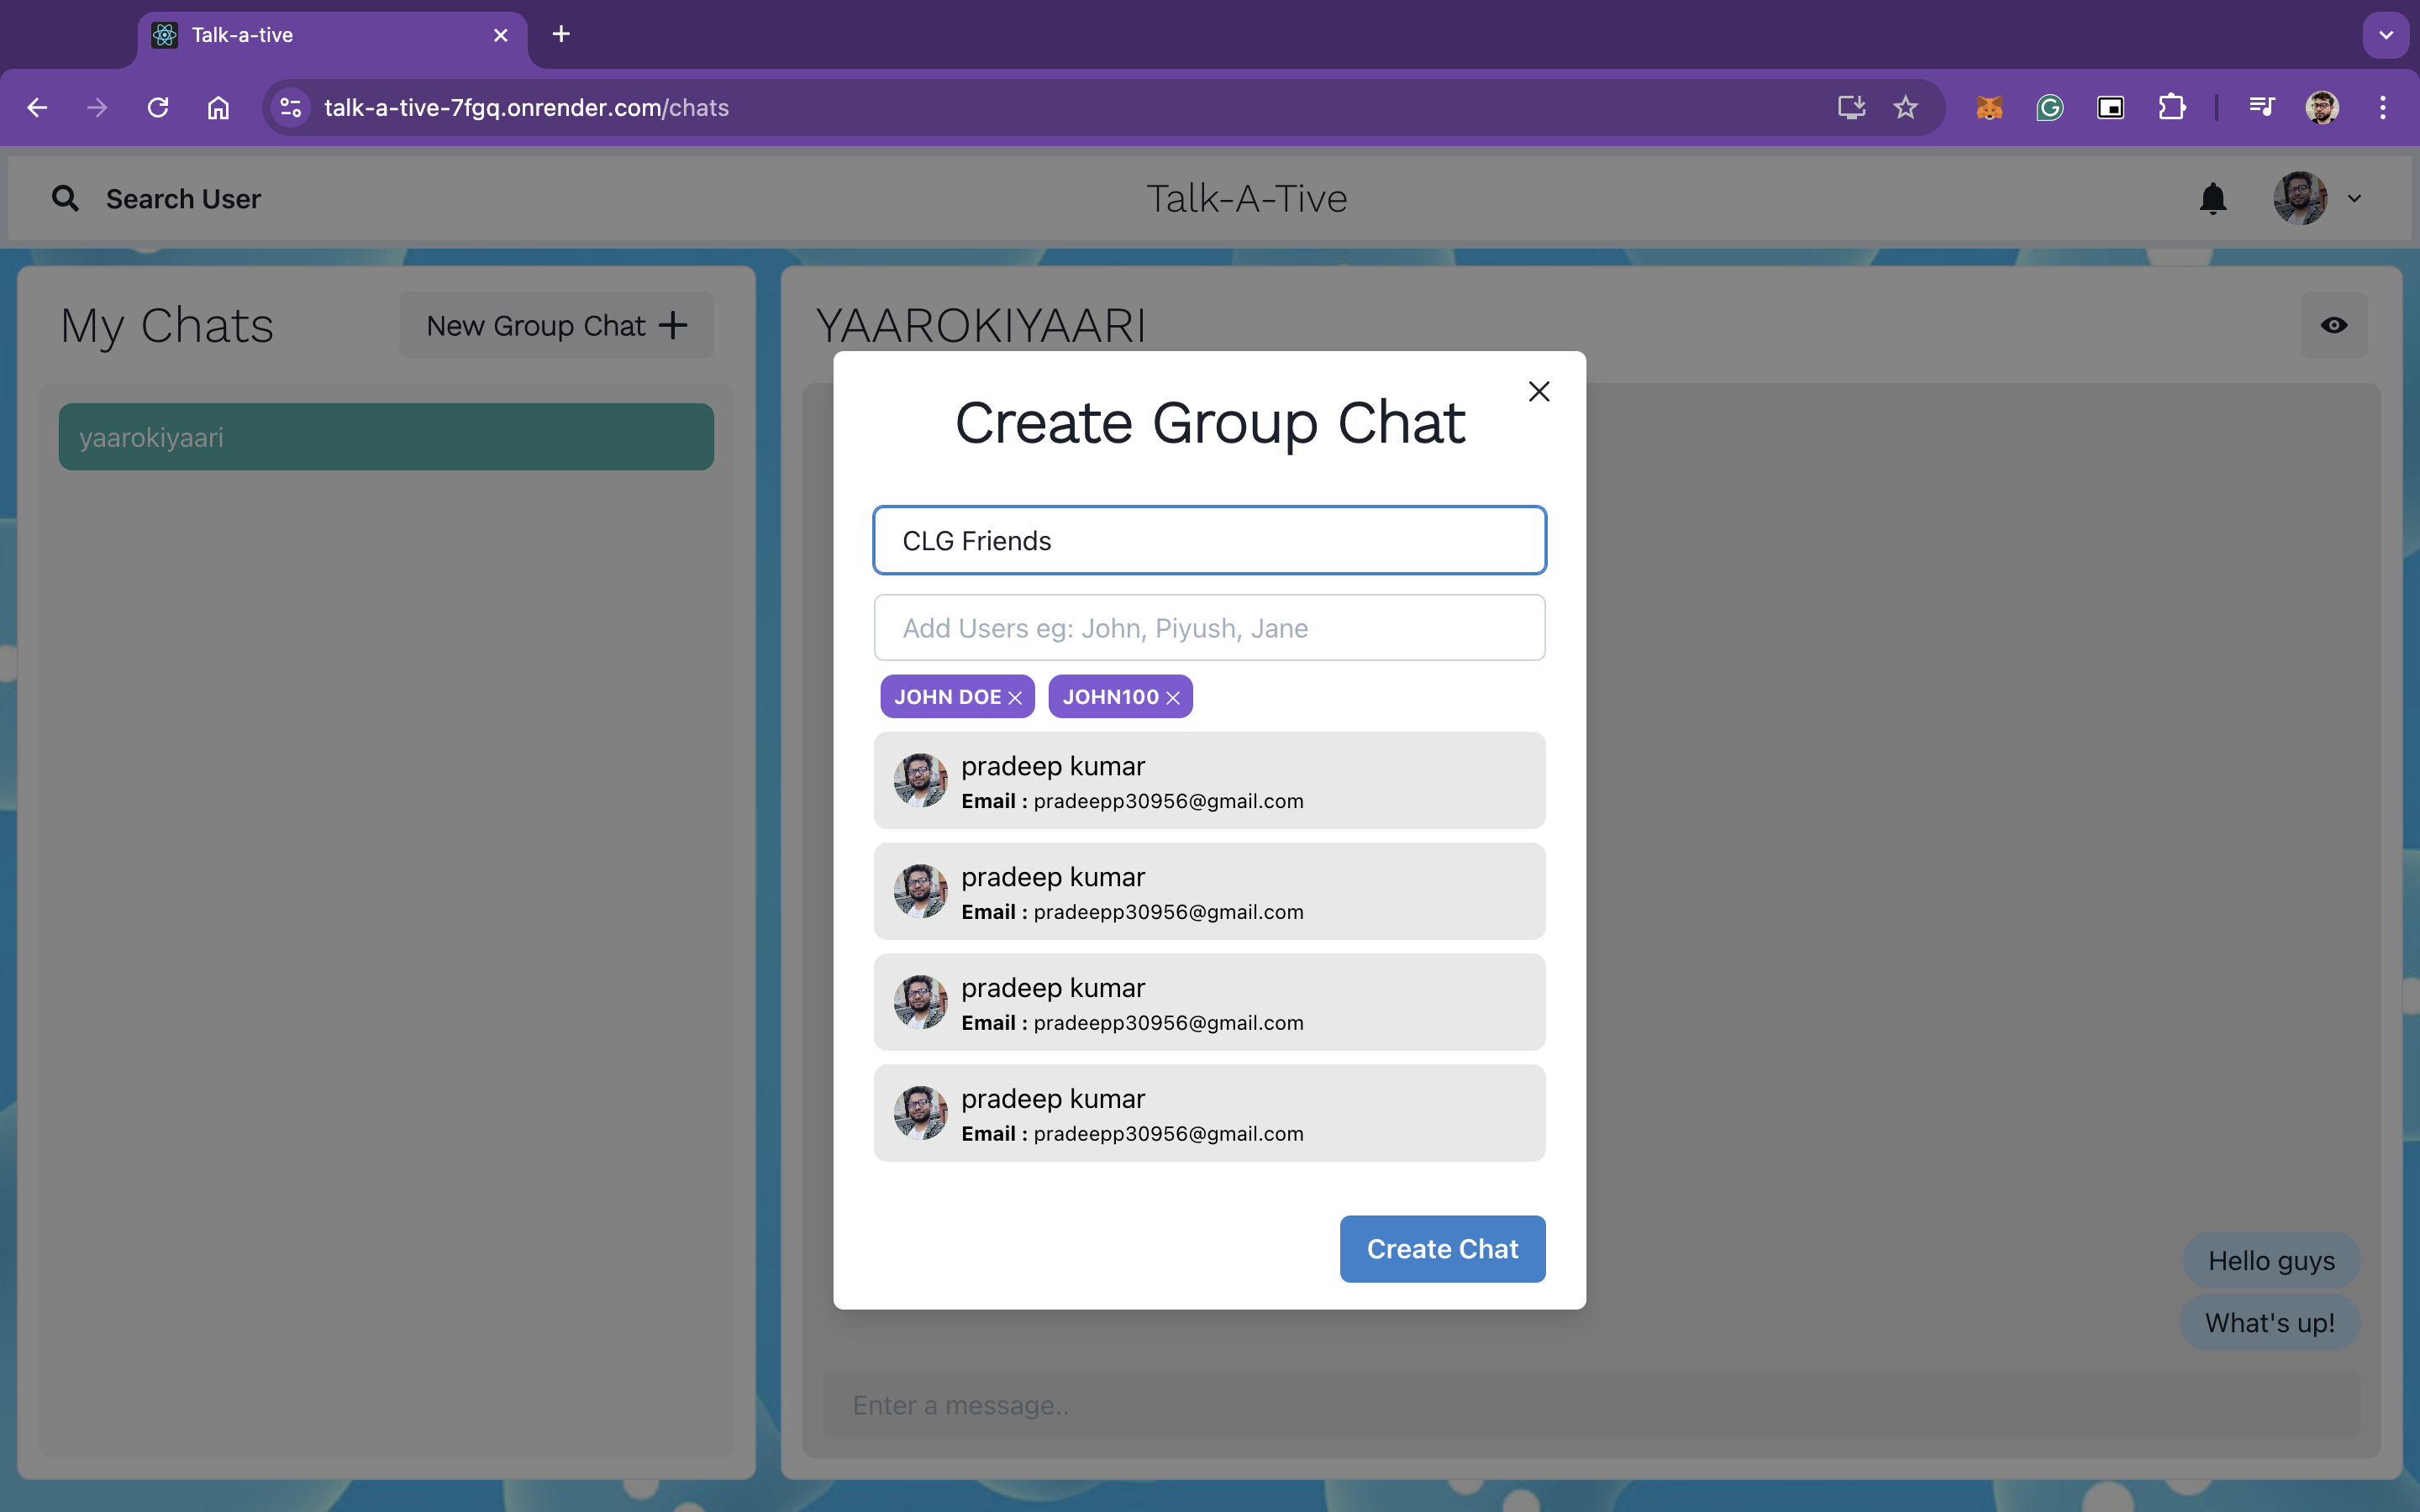 Talk-a-tive
talk-a-tive-7fgq.onrender.com/chats
Search User
Talk-A-Tive
My Chats
New Group Chat
yaarokiyaari
YAAROKIYAARI
Create Group Chat
CLG Friends
Add Users eg: John, Piyush, Jane
JOHN DOE JOHN100
pradeep kumar
Email : pradeepp30956@gmail.com
pradeep kumar
Email : pradeepp30956@gmail.com
pradeep kumar
Email : pradeepp30956@gmail.com
pradeep kumar
Email : pradeepp30956@gmail.com
Create Chat
Hello guys
What's up!
Enter a message..